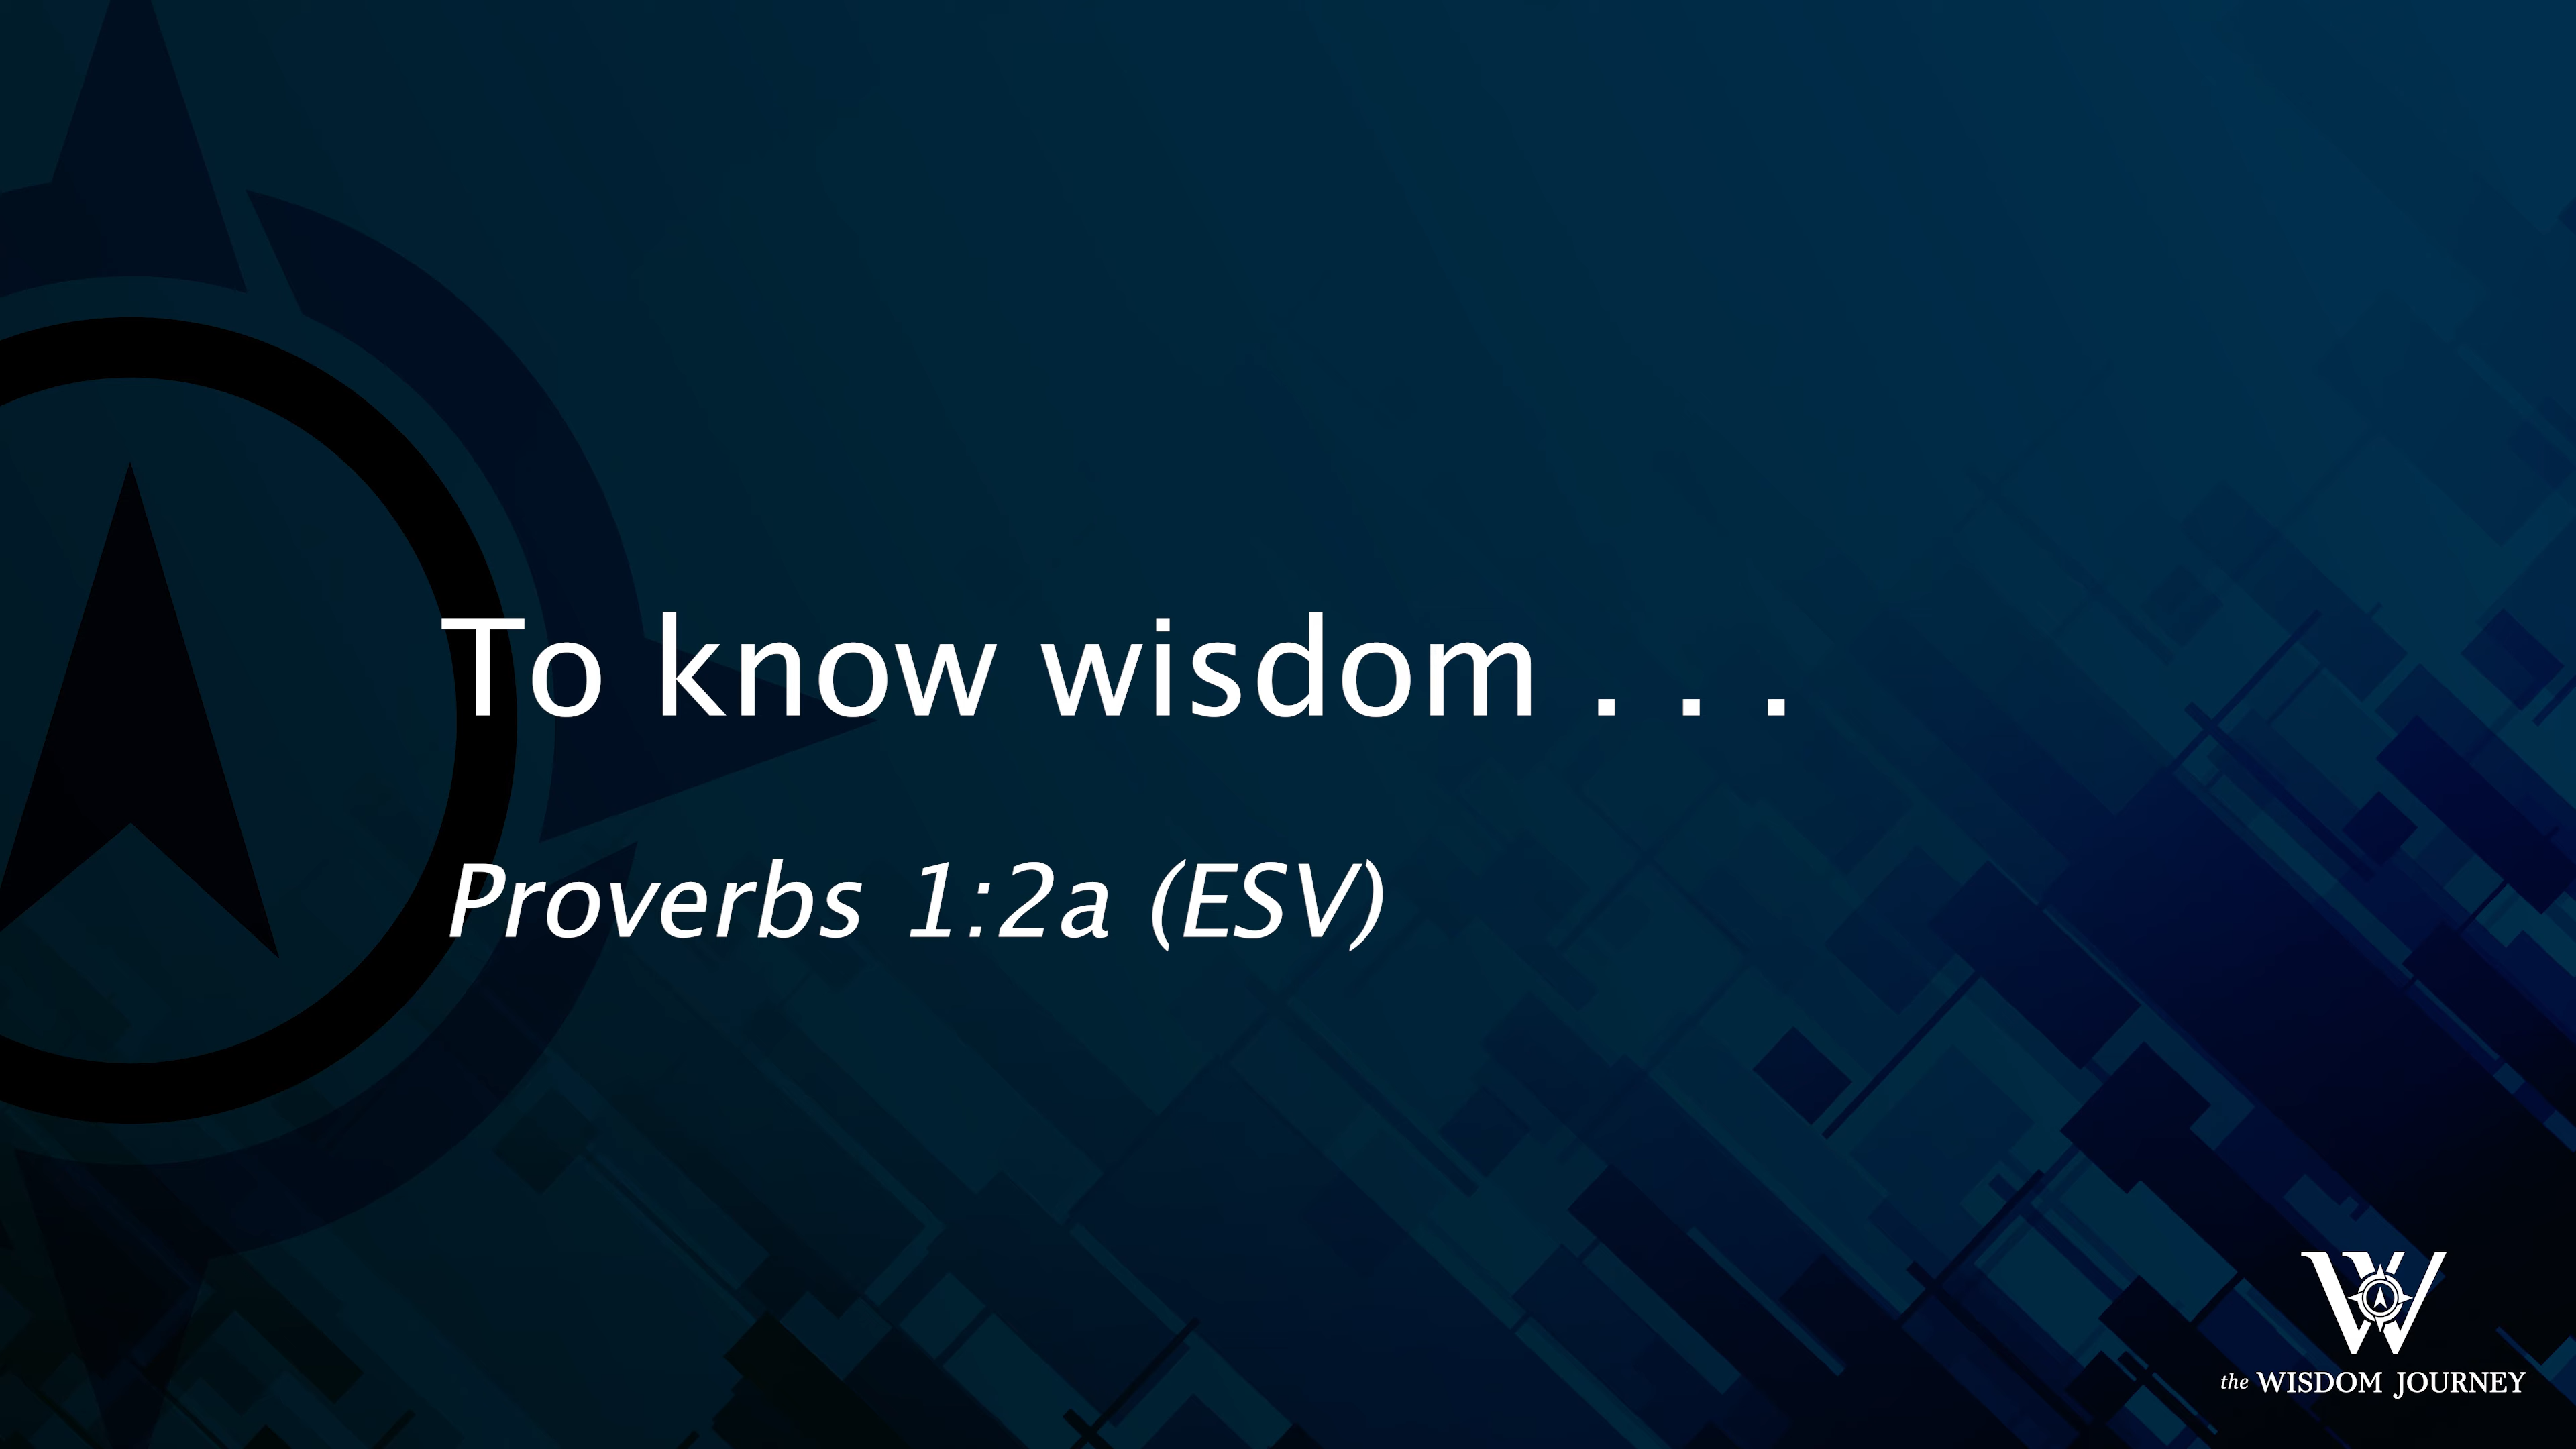 To know wisdom . . .
Proverbs 1:2a (ESV)
W
the WISDOM JOURNEY